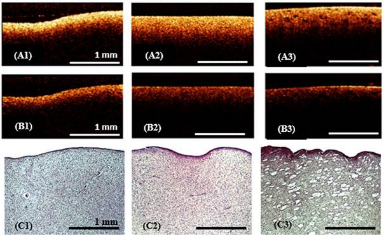 (A1) 1 mm (A2) (A3)
(B1) 1 mm (B2) (B3)
(C1) 1 mm (C2) (C3)